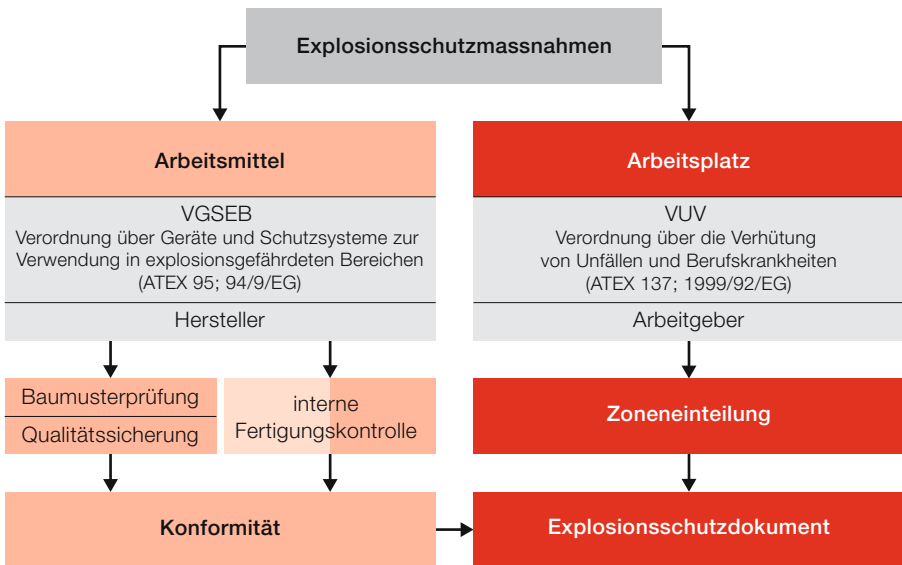 Explosionsschutzmassnahmen
Arbeitsmittel
VGSEB
Verordnung über Geräte und Schutzsysteme zur
Verwendung in explosionsgefährdeten Bereichen
(ATEX 95; 94/9/EG)
Hersteller
Baumusterprüfung
Qualitätssicherung
interne
Fertigungskontrolle
Konformität
Arbeitsplatz
VUV
Verordnung über die Verhütung
von Unfällen und Berufskrankheiten
(ATEX 137; 1999/92/EG)
Arbeitgeber
Zoneneinteilung
Explosionsschutzdokument